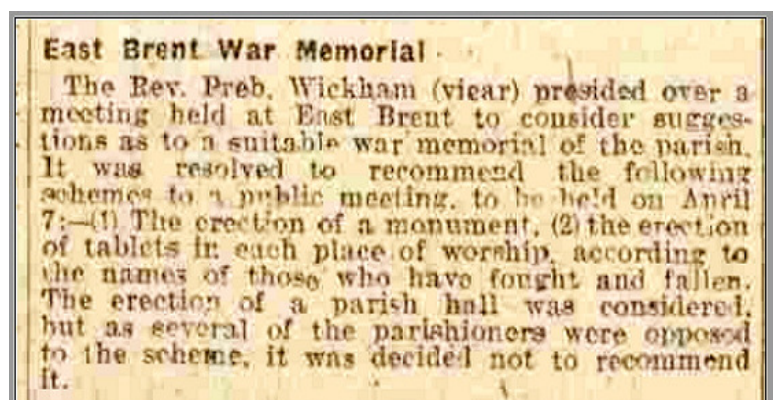 East Brent War Memorial
The Rev. Preb. Wickham (vicar) presided over a
meeting held at East Brent to consider sugges-
tions as to a suitable war memorial of the parish.
It was resolved to recommend the following
schemes to a public meeting, to be held on April
7:—(1) The erection of a monument, (2) the erection
of tablets in each place of worship, according to
the names of those who have fought and fallen.
The erection of a parish hall was considered,
but as several of the parishioners were opposed
to the scheme, it was decided not to recommend
it.